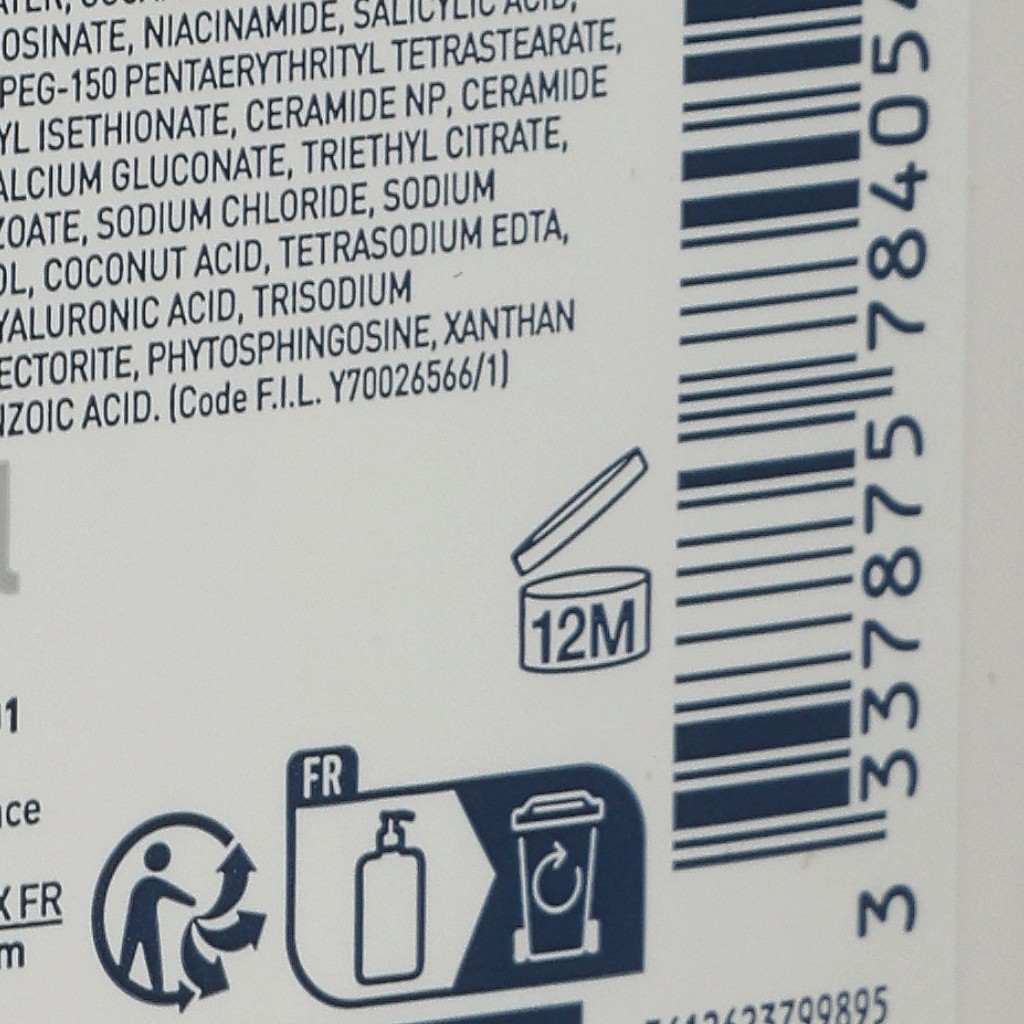 OSINATE, NIACINAMIDE, SALICYLIC ACID,
PEG-150 PENTAERYTHRITYL TETRASTEARATE,
YL ISETHIONATE, CERAMIDE NP, CERAMIDE
ALCIUM GLUCONATE, TRIETHYL CITRATE,
ZOATE, SODIUM CHLORIDE, SODIUM
OL, COCONUT ACID, TETRASODIUM EDTA,
YALURONIC ACID, TRISODIUM
ECTORITE, PHYTOSPHINGOSINE, XANTHAN
NZOIC ACID. (Code F.I.L. Y70026566/1)
12M
FR
FR
m
3 337875 78405